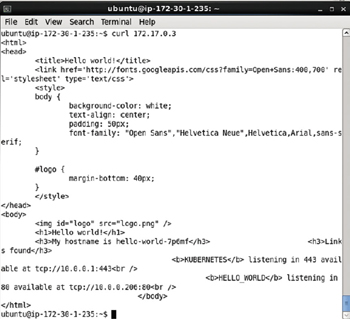 ubuntu@ip-172-30-1-235: ~
File Edit View Search Terminal Help
ubuntu@ip-172-30-1-235:~$ curl 172.17.0.3
<html>
<head>
<title>Hello world!</title>
<link href='http://fonts.googleapis.com/css?family=Open+Sans:400,700' re
l='stylesheet' type='text/css'>
<style>
body {
background-color: white;
text-align: center;
padding: 50px;
font-family: "Open Sans","Helvetica Neue",Helvetica,Arial,sans-s
erif;
}
#logo {
margin-bottom: 40px;
}
</style>
</head>
<body>
<img id="logo" src="logo.png" />
<h1>Hello world!</h1>
<h3>My hostname is hello-world-7p6mf</h3> <h3>Link
s found</h3>
<b>KUBERNETES</b> listening in 443 avail
able at tcp://10.0.0.1:443<br />
<b>HELLO_WORLD</b> listening in
80 available at tcp://10.0.0.206:80<br />
</body>
</html>
ubuntu@ip-172-30-1-235:~$